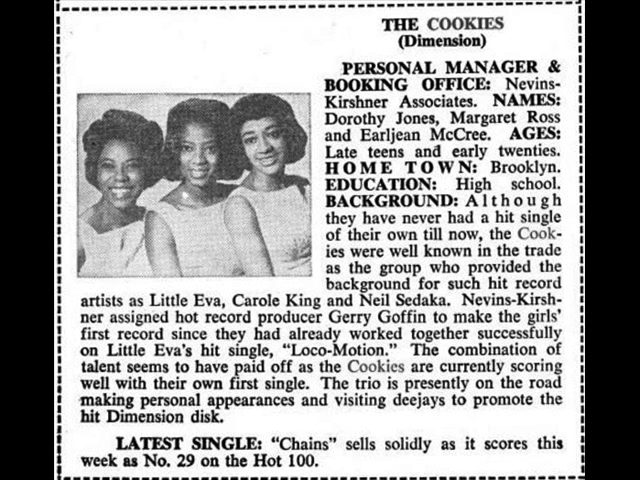 THE COOKIES
(Dimension)
PERSONAL MANAGER &
BOOKING OFFICE: Nevins-
Kirshner Associates. NAMES:
Dorothy Jones, Margaret Ross
and Earljean McCree. AGES:
Late teens and early twenties.
HOME TOWN: Brooklyn.
EDUCATION: High school.
BACKGROUND: Although
they have never had a hit single
of their own till now, the Cook-
ies were well known in the trade
as the group who provided the
background for such hit record
artists as Little Eva, Carole King and Neil Sedaka. Nevins-Kirsh-
ner assigned hot record producer Gerry Goffin to make the girls'
first record since they had already worked together successfully
on Little Eva's hit single, "Loco-Motion." The combination of
talent seems to have paid off as the Cookies are currently scoring
well with their own first single. The trio is presently on the road
making personal appearances and visiting deejays to promote the
hit Dimension disk.
LATEST SINGLE: "Chains" sells solidly as it scores this
week as No. 29 on the Hot 100.